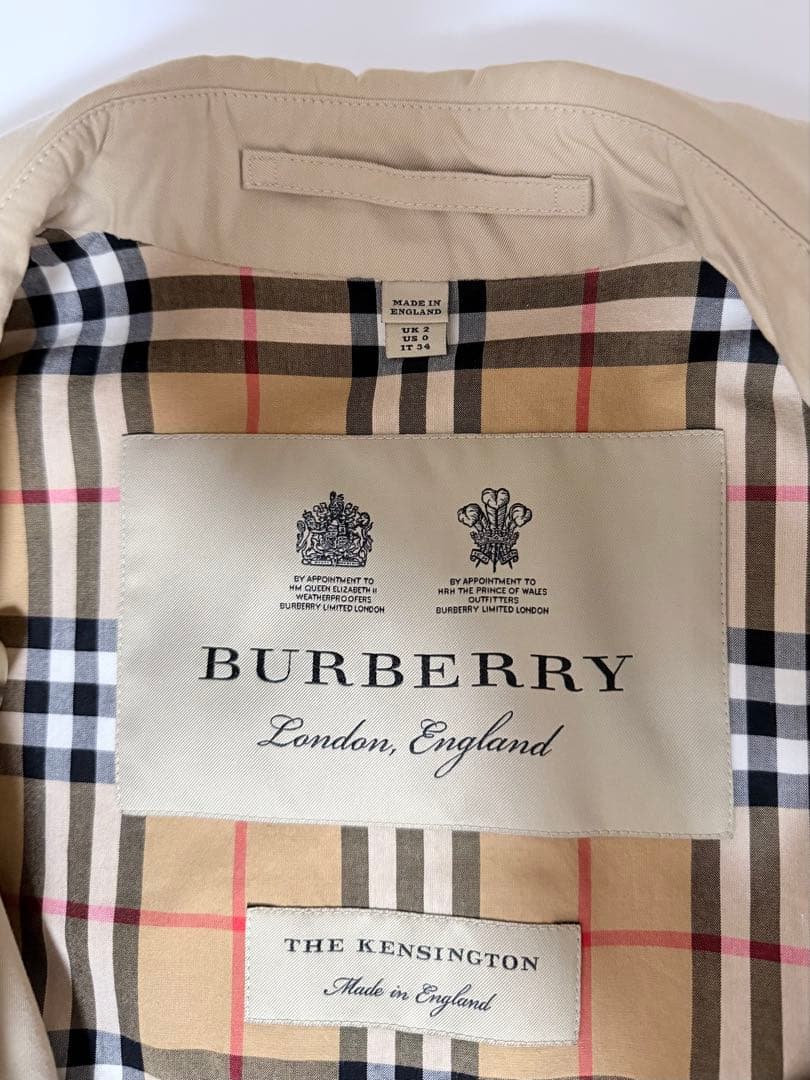 MADE IN
ENGLAND
UK 2
US 0
IT 34
BY APPOINTMENT TO
HM QUEEN ELIZABETH II
WEATHERPROOFERS
BURBERRY LIMITED LONDON
BY APPOINTMENT TO
HRH THE PRINCE OF WALES
OUTFITTERS
BURBERRY LIMITED LONDON
BURBERRY
London, England
THE KENSINGTON
Made in England